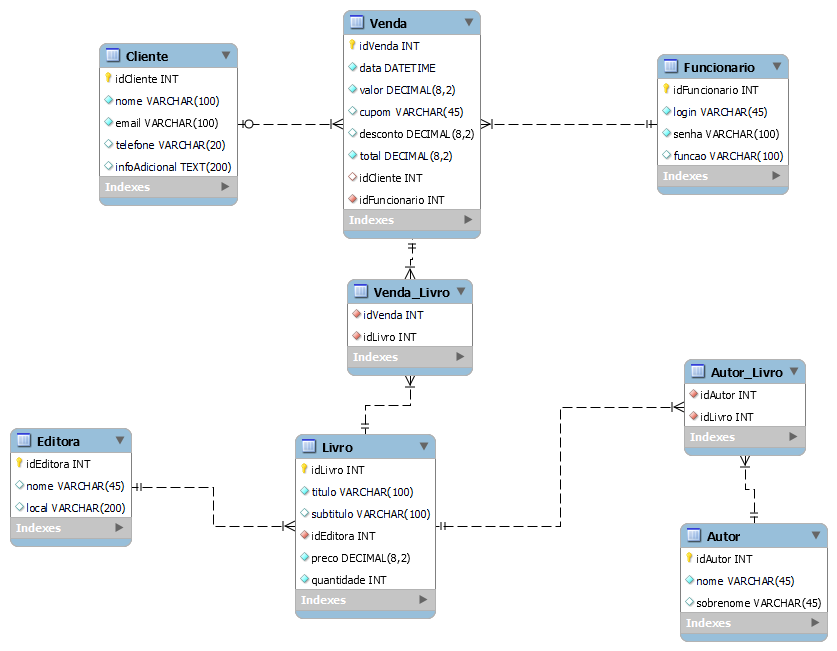 Cliente
idCliente INT
nome VARCHAR(100)
email VARCHAR(100)
telefone VARCHAR(20)
infoAdicional TEXT(200)
Indexes
Venda
idVenda INT
data DATETIME
valor DECIMAL(8,2)
cupom VARCHAR(45)
desconto DECIMAL(8,2)
total DECIMAL(8,2)
idCliente INT
idFuncionario INT
Indexes
Funcionario
idFuncionario INT
login VARCHAR(45)
senha VARCHAR(100)
funcao VARCHAR(100)
Indexes
Venda_Livro
idVenda INT
idLivro INT
Indexes
Editora
idEditora INT
nome VARCHAR(45)
local VARCHAR(200)
Indexes
Livro
idLivro INT
titulo VARCHAR(100)
subtitulo VARCHAR(100)
idEditora INT
preco DECIMAL(8,2)
quantidade INT
Indexes
Autor_Livro
idAutor INT
idLivro INT
Indexes
Autor
idAutor INT
nome VARCHAR(45)
sobrenome VARCHAR(45)
Indexes